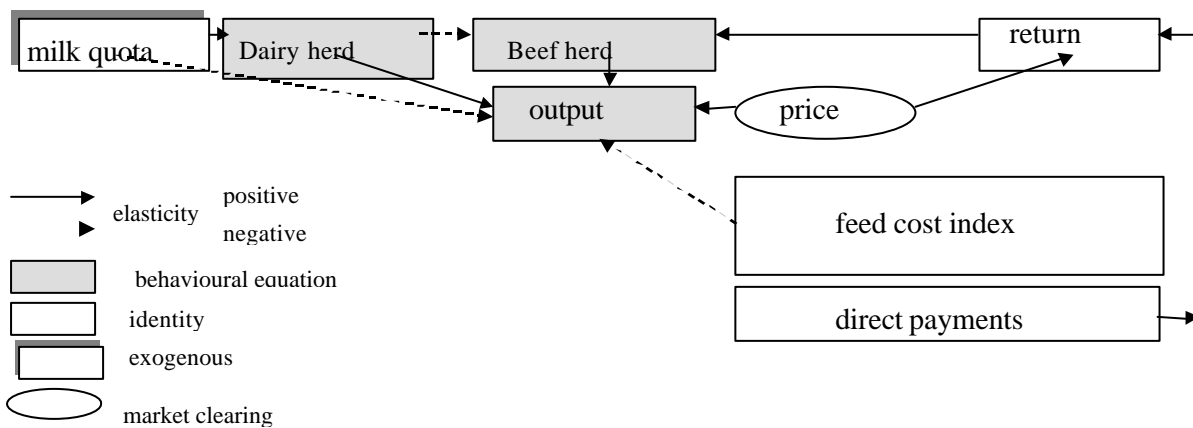 milk quota
Dairy herd
Beef herd
return
output
price
feed cost index
direct payments
elasticity
positive
negative
behavioural equation
identity
exogenous
market clearing